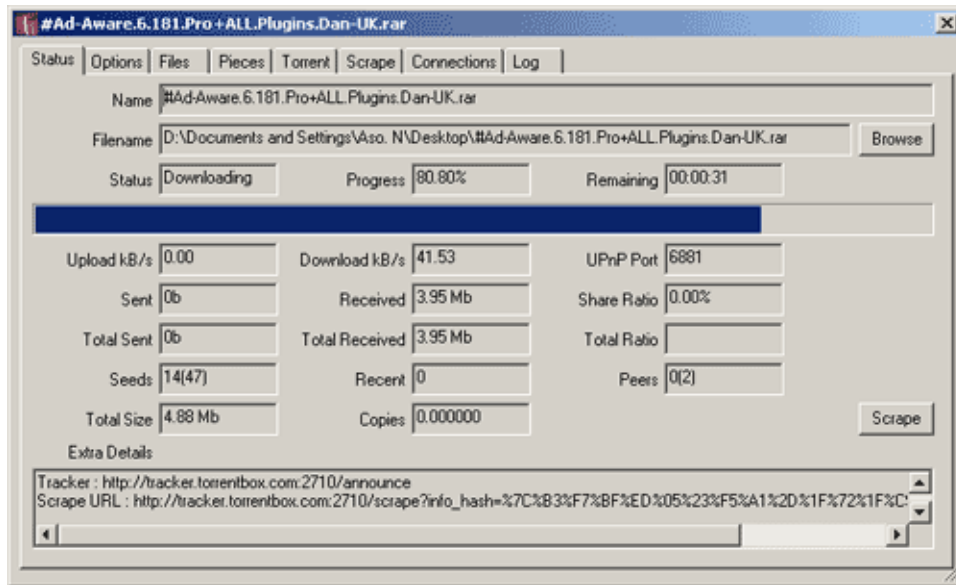 #Ad-Aware.6.181.Pro+ALL.Plugins.Dan-UK.rar
Status Options Files Pieces Torrent Scrape Connections Log
Name #Ad-Aware.6.181.Pro+ALL.Plugins.Dan-UK.rar
Filename D:\Documents and Settings\Aso. N\Desktop\#Ad-Aware.6.181.Pro+ALL.Plugins.Dan-UK.rar Browse
Status Downloading Progress 80.80% Remaining 00:00:31
Upload kB/s 0.00 Download kB/s 41.53 UPnP Port 6881
Sent 0b Received 3.95 Mb Share Ratio 0.00%
Total Sent 0b Total Received 3.95 Mb Total Ratio
Seeds 14(47) Recent 0 Peers 0(2)
Total Size 4.88 Mb Copies 0.000000 Scrape
Extra Details
Tracker : http://tracker.torrentbox.com:2710/announce
Scrape URL : http://tracker.torrentbox.com:2710/scrape?info_hash=%7C%B3%F7%BF%ED%05%23%F5%A1%2D%1F%72%1F%C